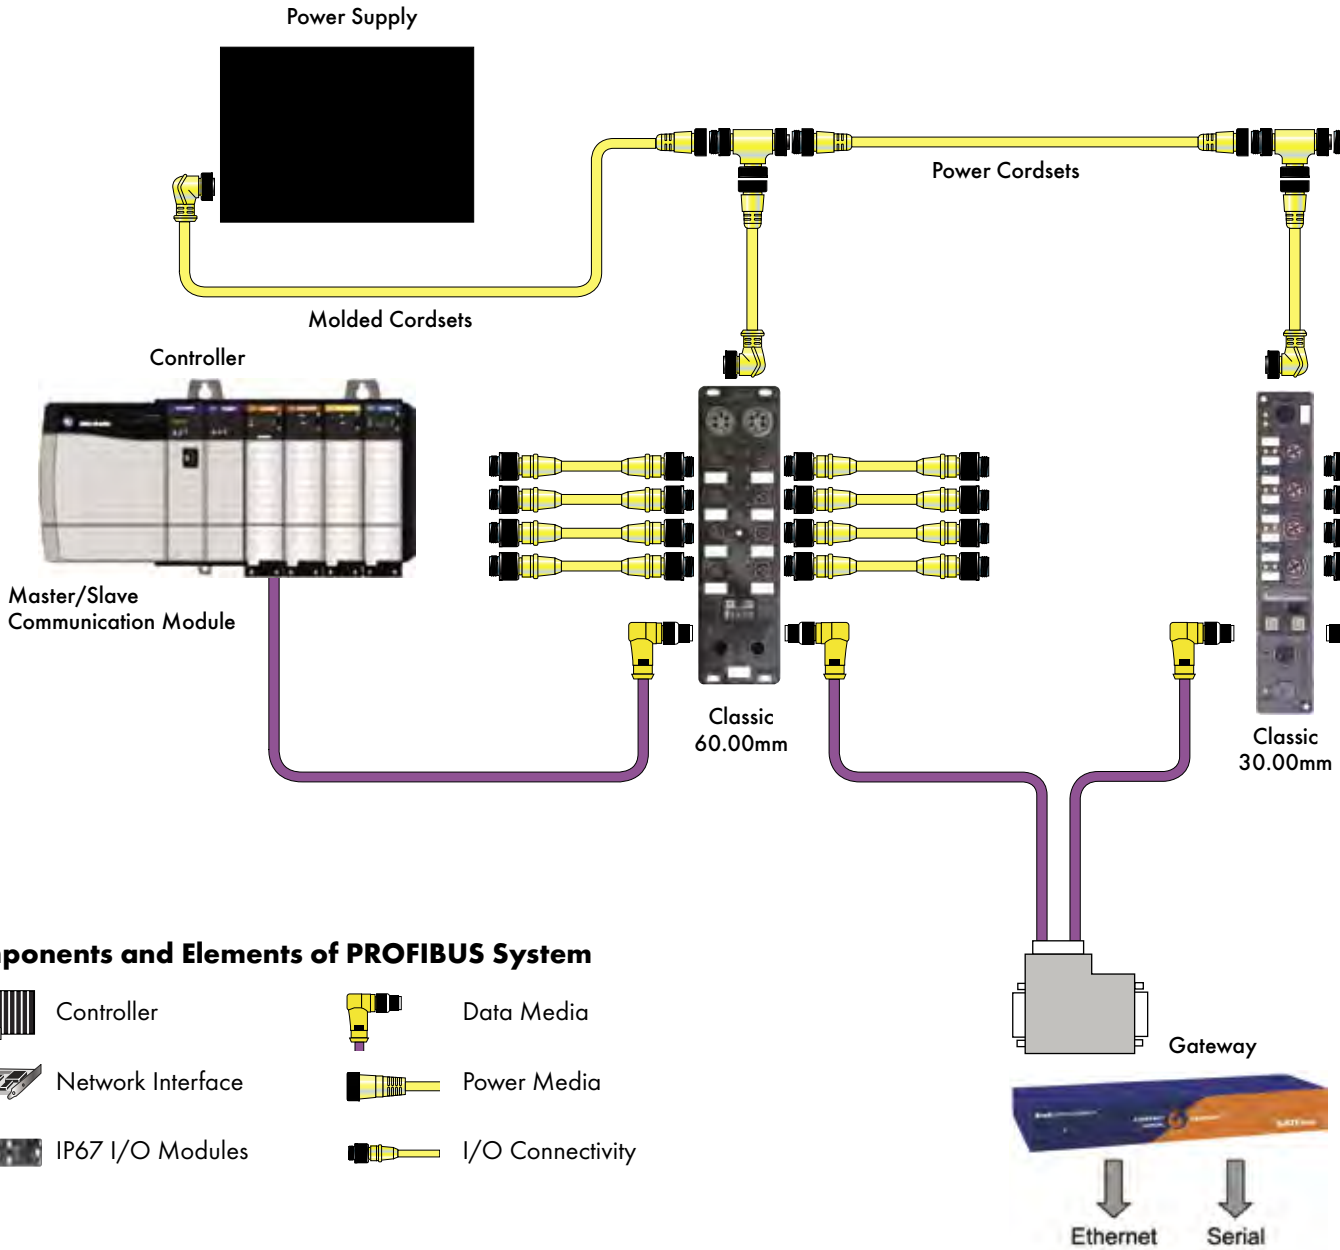 Power Supply
Power Cordsets
Molded Cordsets
Controller
Master/Slave
Communication Module
Classic
60.00mm
Classic
30.00mm
ponents and Elements of PROFIBUS System
Controller
Data Media
Network Interface
Power Media
IP67 I/O Modules
I/O Connectivity
Gateway
Ethernet
Serial